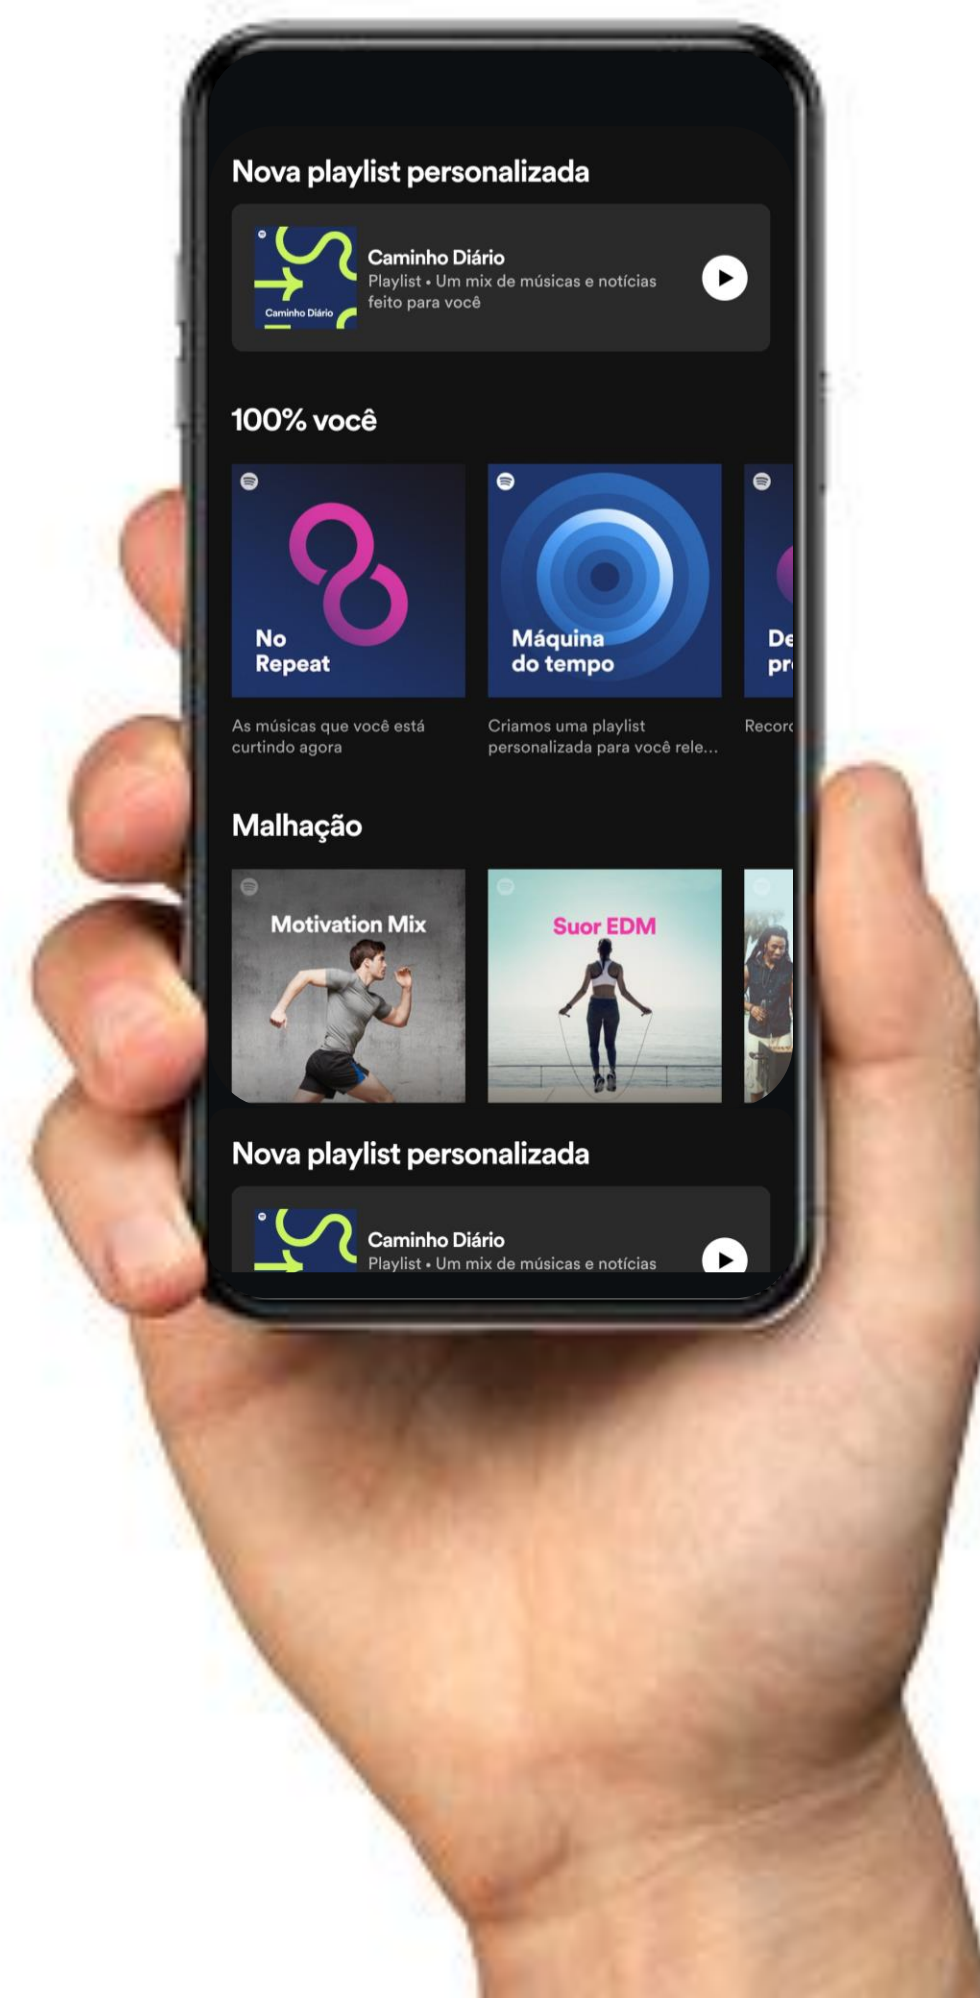 Nova playlist personalizada
Caminho Diário
Caminho Diário
Playlist • Um mix de músicas e notícias
feito para você
100% você
No
Repeat
Máquina
do tempo
As músicas que você está
curtindo agora
Criamos uma playlist
personalizada para você rele...
Malhação
Motivation Mix
Suor EDM
Nova playlist personalizada
Caminho Diário
Playlist • Um mix de músicas e notícias